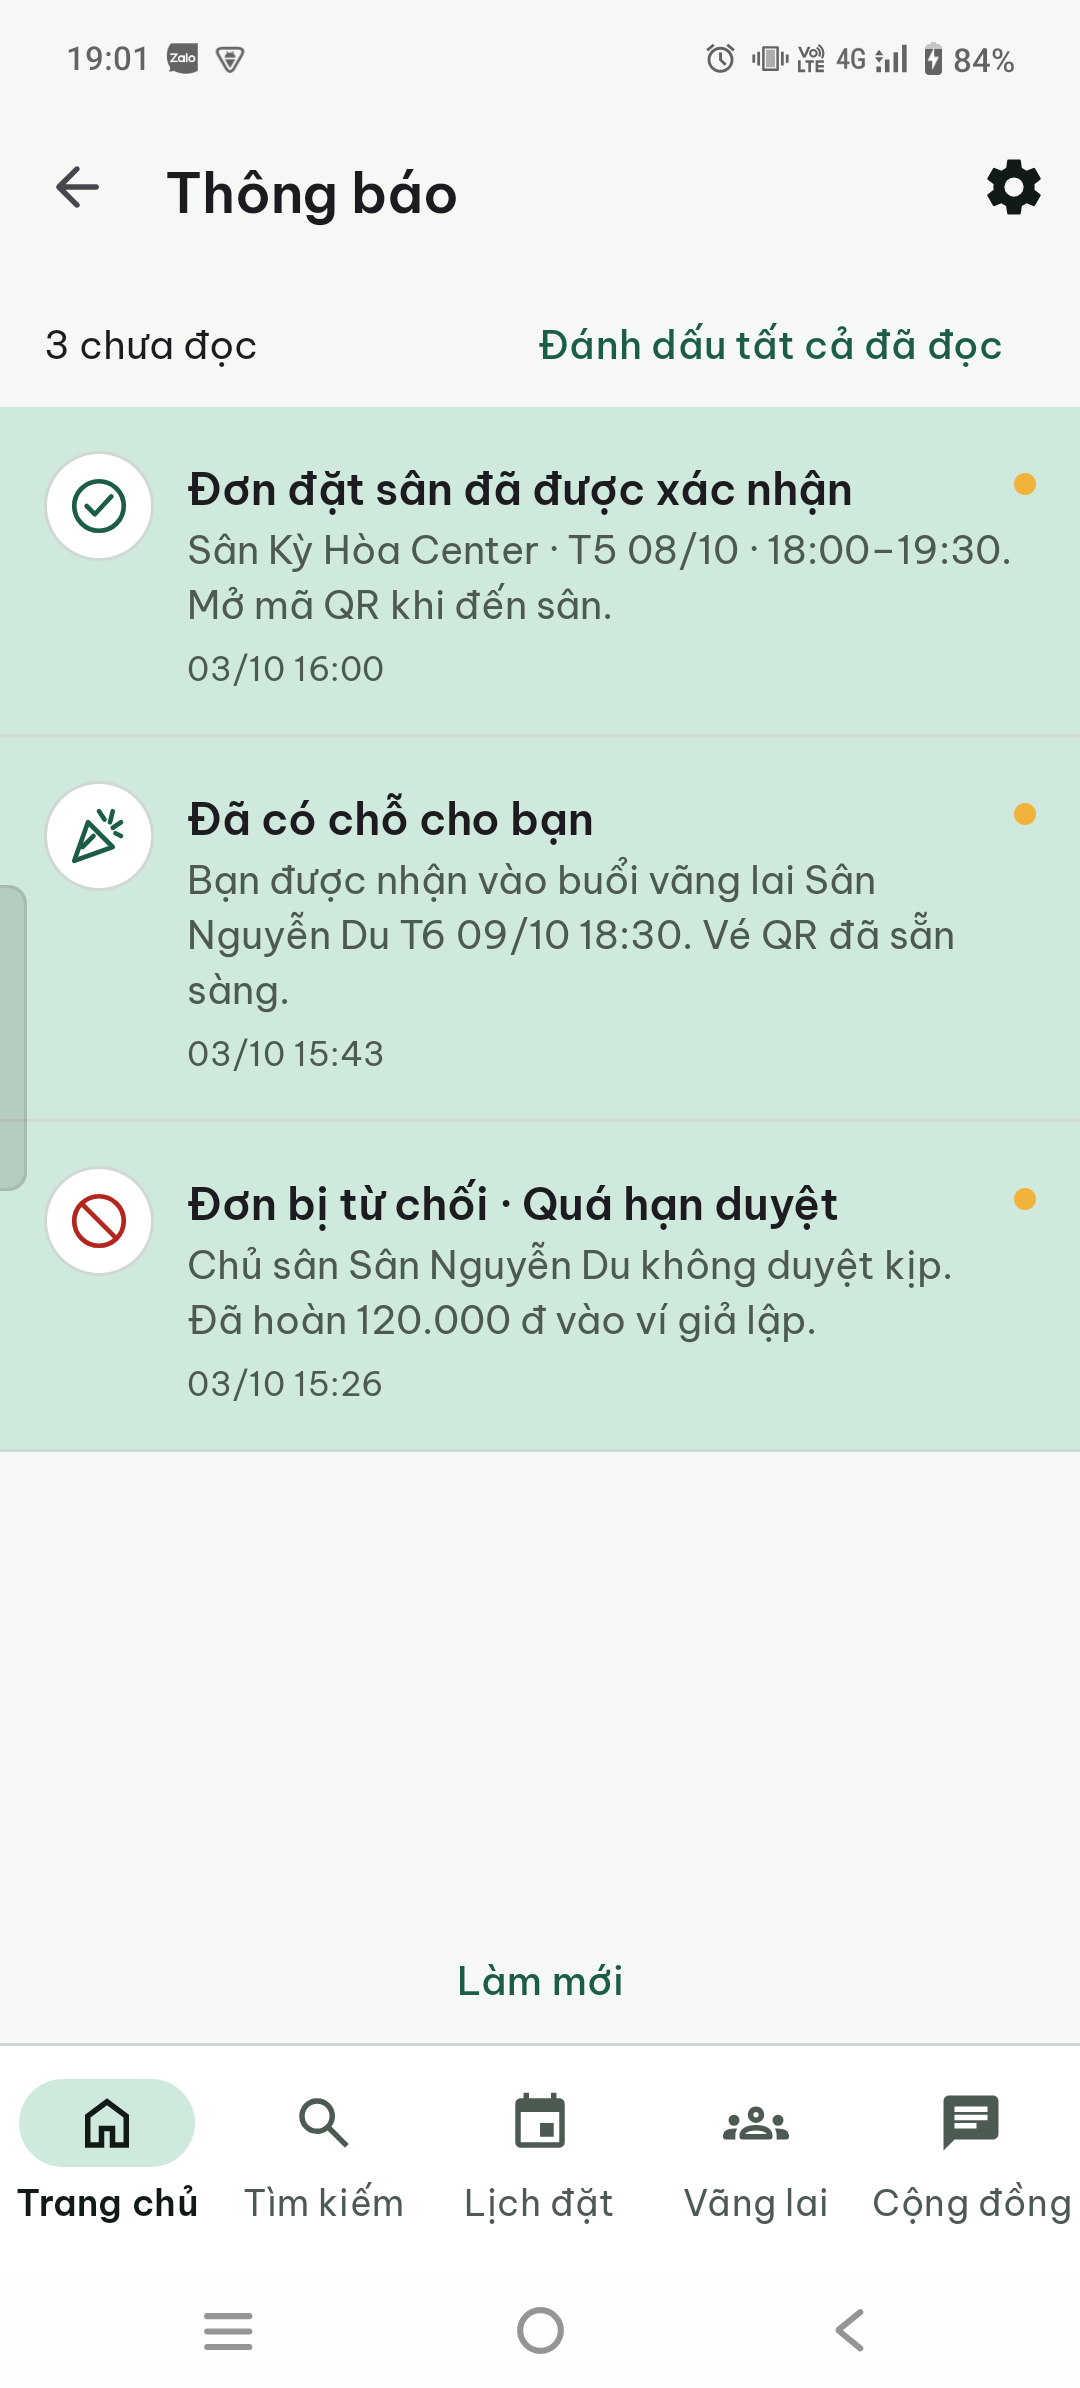 19:01 Zalo VoLTE 4G 84%
Thông báo
3 chưa đọc Đánh dấu tất cả đã đọc
Đơn đặt sân đã được xác nhận
Sân Kỳ Hòa Center · T5 08/10 · 18:00–19:30.
Mở mã QR khi đến sân.
03/10 16:00
Đã có chỗ cho bạn
Bạn được nhận vào buổi vãng lai Sân
Nguyễn Du T6 09/10 18:30. Vé QR đã sẵn
sàng.
03/10 15:43
Đơn bị từ chối · Quá hạn duyệt
Chủ sân Sân Nguyễn Du không duyệt kịp.
Đã hoàn 120.000 đ vào ví giả lập.
03/10 15:26
Làm mới
Trang chủ Tìm kiếm Lịch đặt Vãng lai Cộng đồng